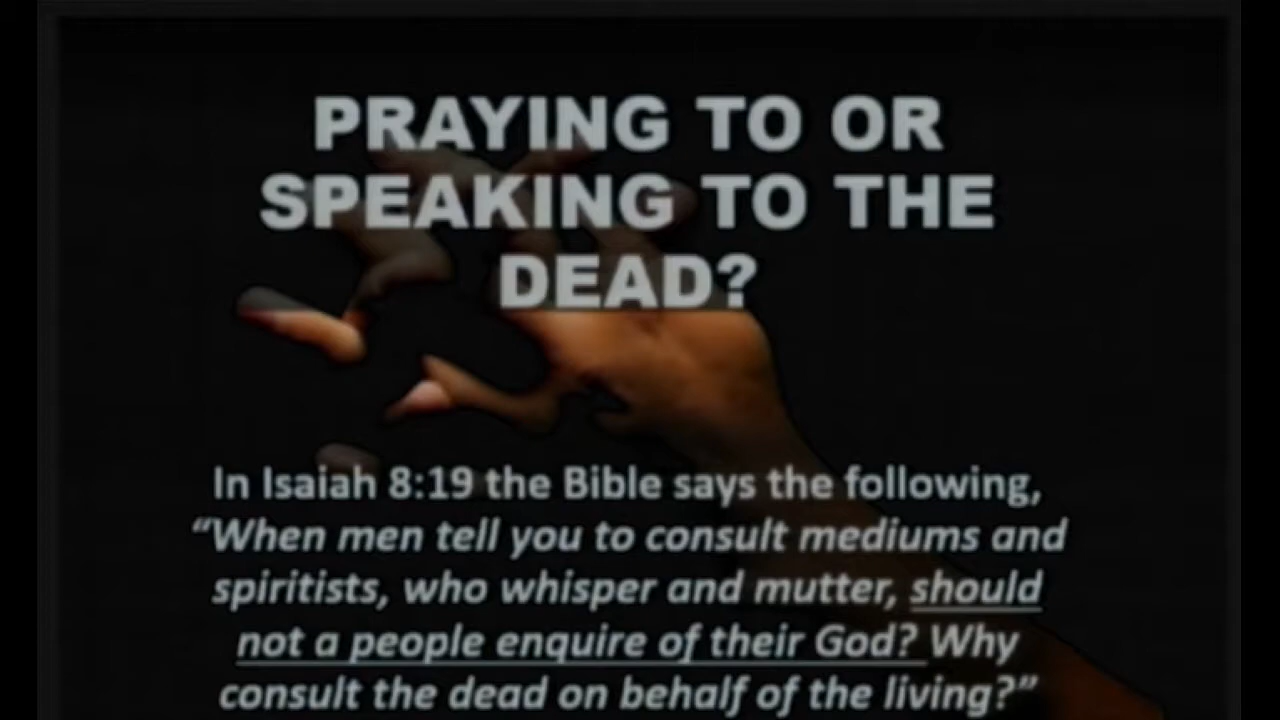 PRAYING TO OR
SPEAKING TO THE
DEAD?
In Isaiah 8:19 the Bible says the following,
“When men tell you to consult mediums and
spiritists, who whisper and mutter, should
not a people enquire of their God? Why
consult the dead on behalf of the living?”